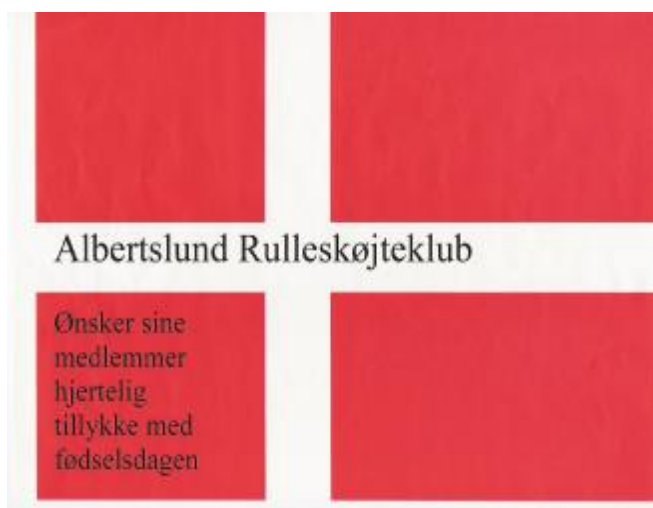 Albertslund Rulleskøjteklub
Ønsker sine
medlemmer
hjertelig
tillykke med
fødselsdagen